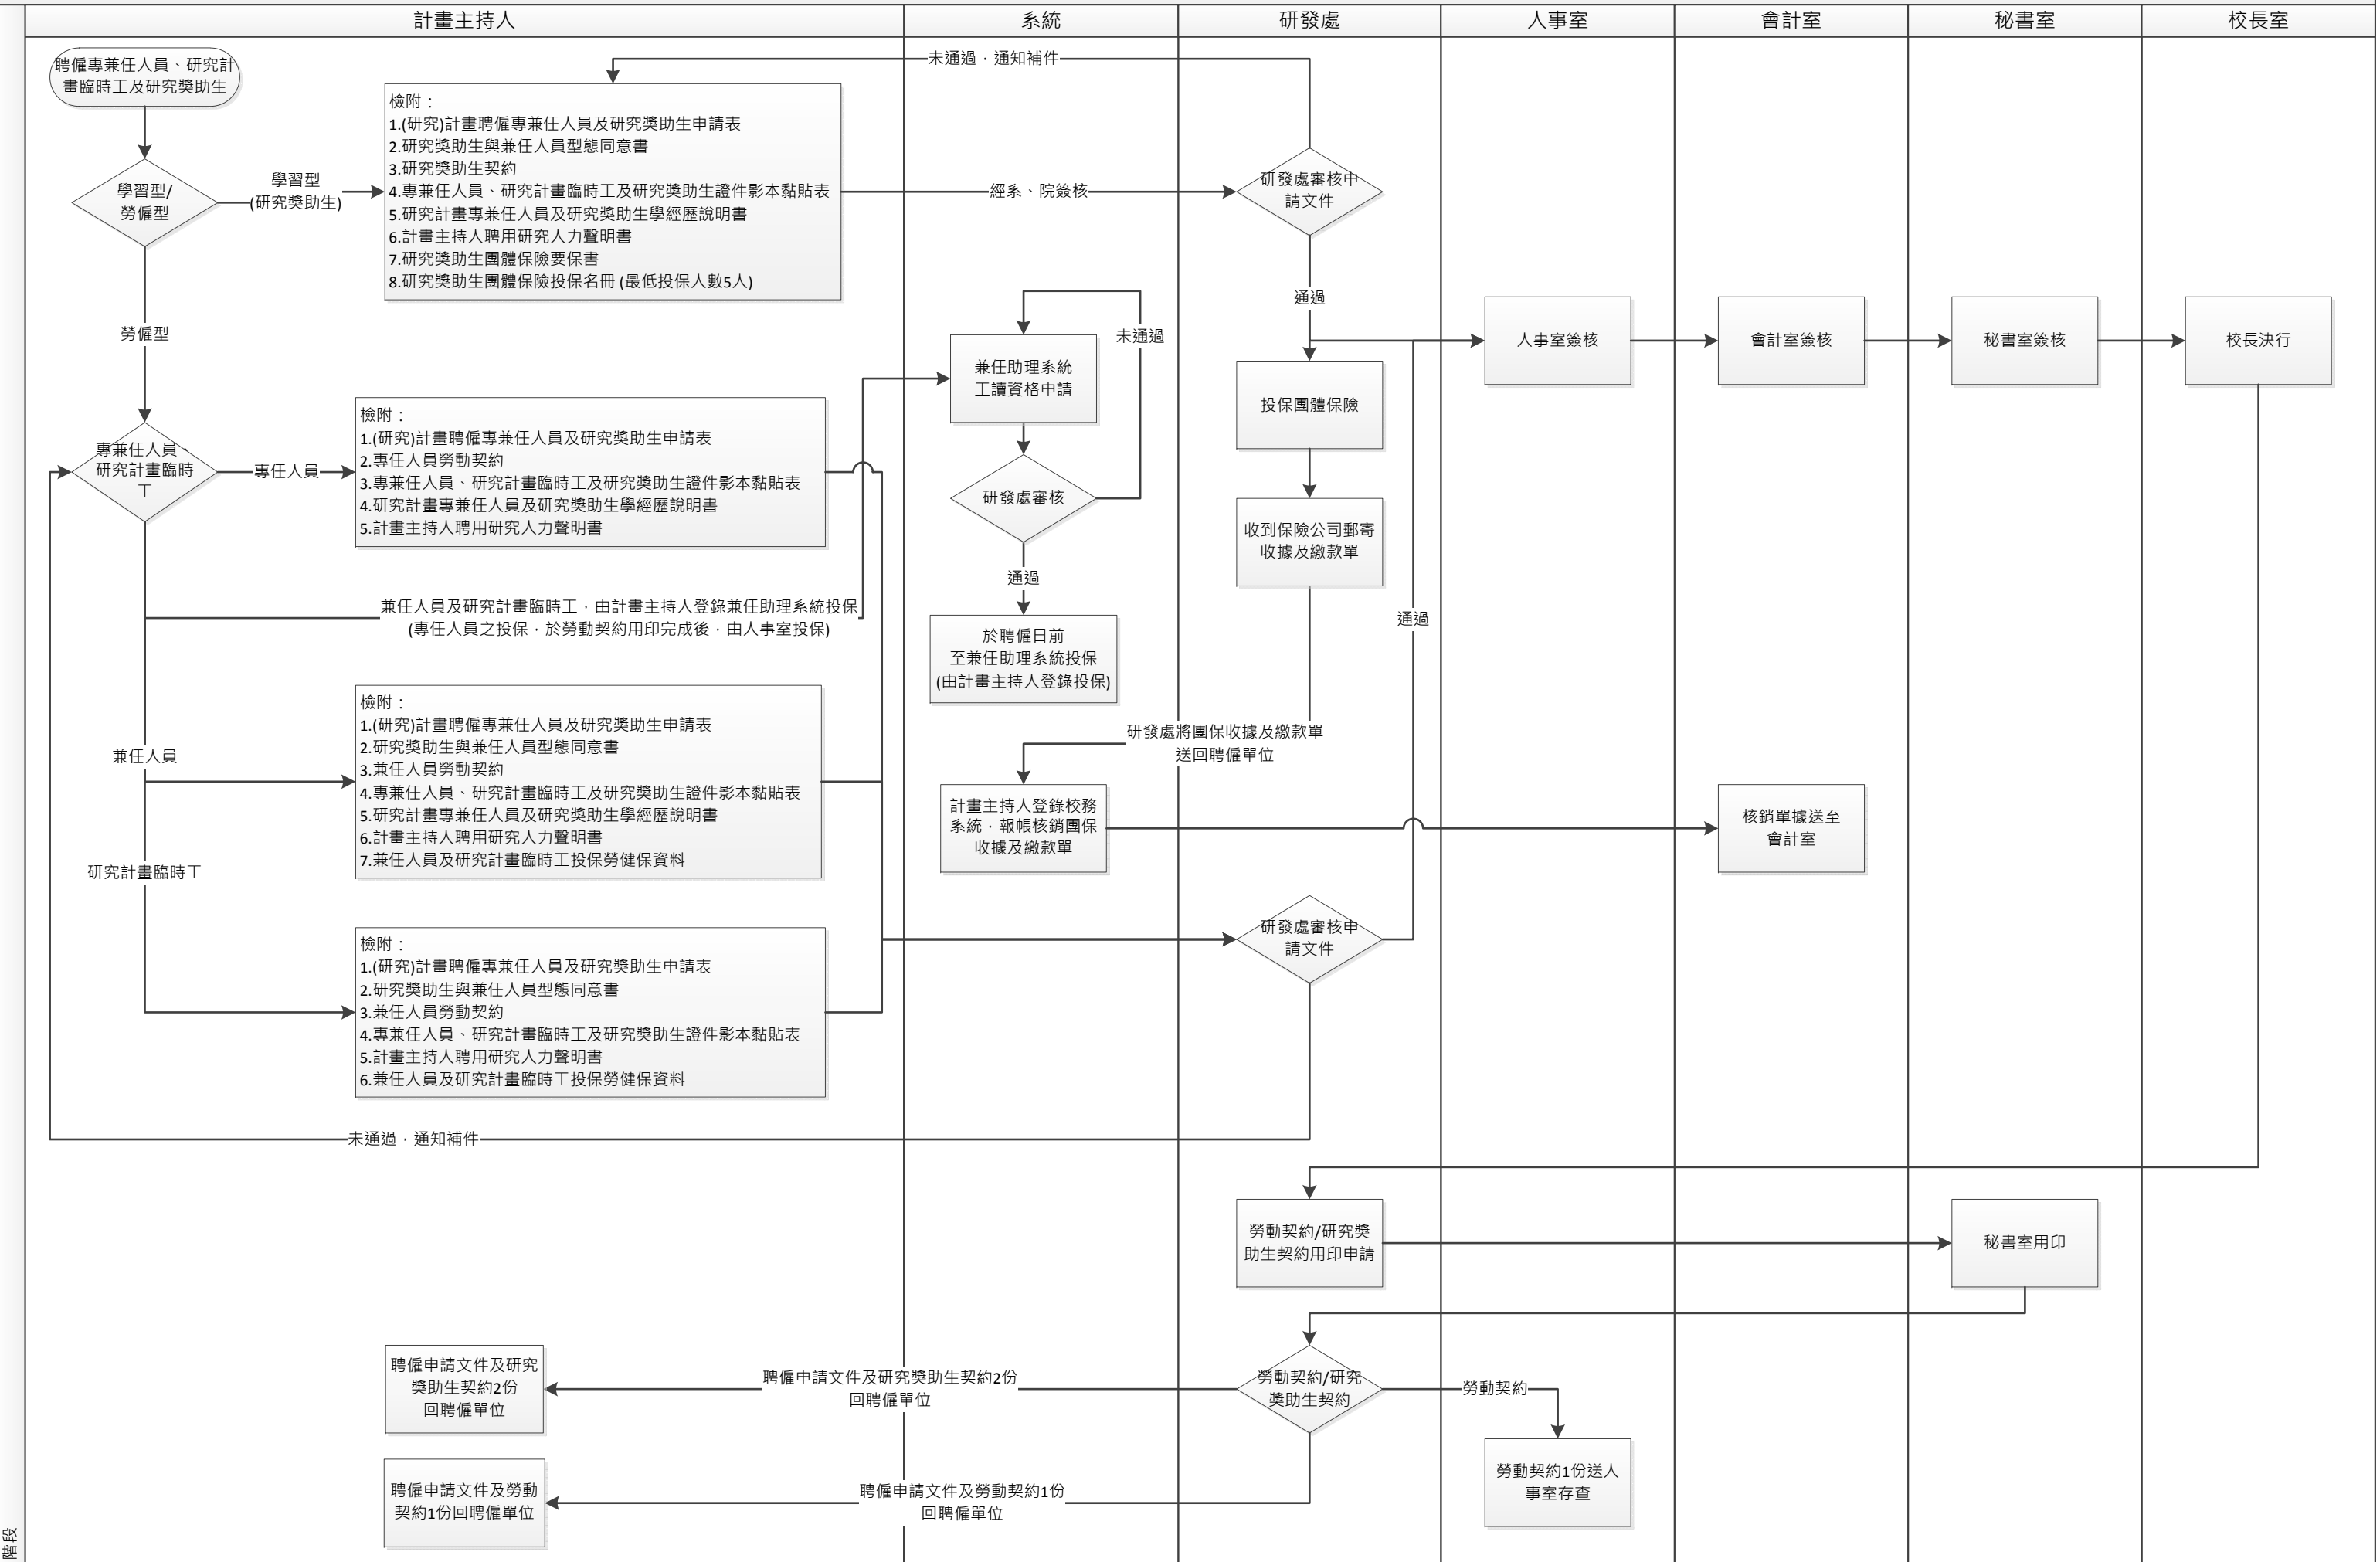 計畫主持人
系統
研發處
人事室
會計室
秘書室
校長室
聘僱專兼任人員、研究計
畫臨時工及研究獎助生
學習型/
勞僱型
學習型
(研究獎助生)
檢附：
1.(研究)計畫聘僱專兼任人員及研究獎助生申請表
2.研究獎助生與兼任人員型態同意書
3.研究獎助生契約
4.專兼任人員、研究計畫臨時工及研究獎助生證件影本黏貼表
5.研究計畫專兼任人員及研究獎助生學經歷說明書
6.計畫主持人聘用研究人力聲明書
7.研究獎助生團體保險要保書
8.研究獎助生團體保險投保名冊 (最低投保人數5人)
未通過，通知補件
經系、院簽核
研發處審核申
請文件
通過
勞僱型
人事室簽核
會計室簽核
秘書室簽核
校長決行
未通過
兼任助理系統
工讀資格申請
投保團體保險
專兼任人員、
研究計畫臨時
工
專任人員
檢附：
1.(研究)計畫聘僱專兼任人員及研究獎助生申請表
2.專任人員勞動契約
3.專兼任人員、研究計畫臨時工及研究獎助生證件影本黏貼表
4.研究計畫專兼任人員及研究獎助生學經歷說明書
5.計畫主持人聘用研究人力聲明書
研發處審核
收到保險公司郵寄
收據及繳款單
通過
兼任人員及研究計畫臨時工，由計畫主持人登錄兼任助理系統投保
(專任人員之投保，於勞動契約用印完成後，由人事室投保)
通過
於聘僱日前
至兼任助理系統投保
(由計畫主持人登錄投保)
兼任人員
檢附：
1.(研究)計畫聘僱專兼任人員及研究獎助生申請表
2.研究獎助生與兼任人員型態同意書
3.兼任人員勞動契約
4.專兼任人員、研究計畫臨時工及研究獎助生證件影本黏貼表
5.研究計畫專兼任人員及研究獎助生學經歷說明書
6.計畫主持人聘用研究人力聲明書
7.兼任人員及研究計畫臨時工投保勞健保資料
研發處將團保收據及繳款單
送回聘僱單位
計畫主持人登錄校務
系統，報帳核銷團保
收據及繳款單
核銷單據送至
會計室
研究計畫臨時工
檢附：
1.(研究)計畫聘僱專兼任人員及研究獎助生申請表
2.研究獎助生與兼任人員型態同意書
3.兼任人員勞動契約
4.專兼任人員、研究計畫臨時工及研究獎助生證件影本黏貼表
5.計畫主持人聘用研究人力聲明書
6.兼任人員及研究計畫臨時工投保勞健保資料
研發處審核申
請文件
未通過，通知補件
勞動契約/研究獎
助生契約用印申請
秘書室用印
聘僱申請文件及研究
獎助生契約2份
回聘僱單位
聘僱申請文件及研究獎助生契約2份
回聘僱單位
勞動契約/研究
獎助生契約
勞動契約
聘僱申請文件及勞動
契約1份回聘僱單位
聘僱申請文件及勞動契約1份
回聘僱單位
勞動契約1份送人
事室存查
階段